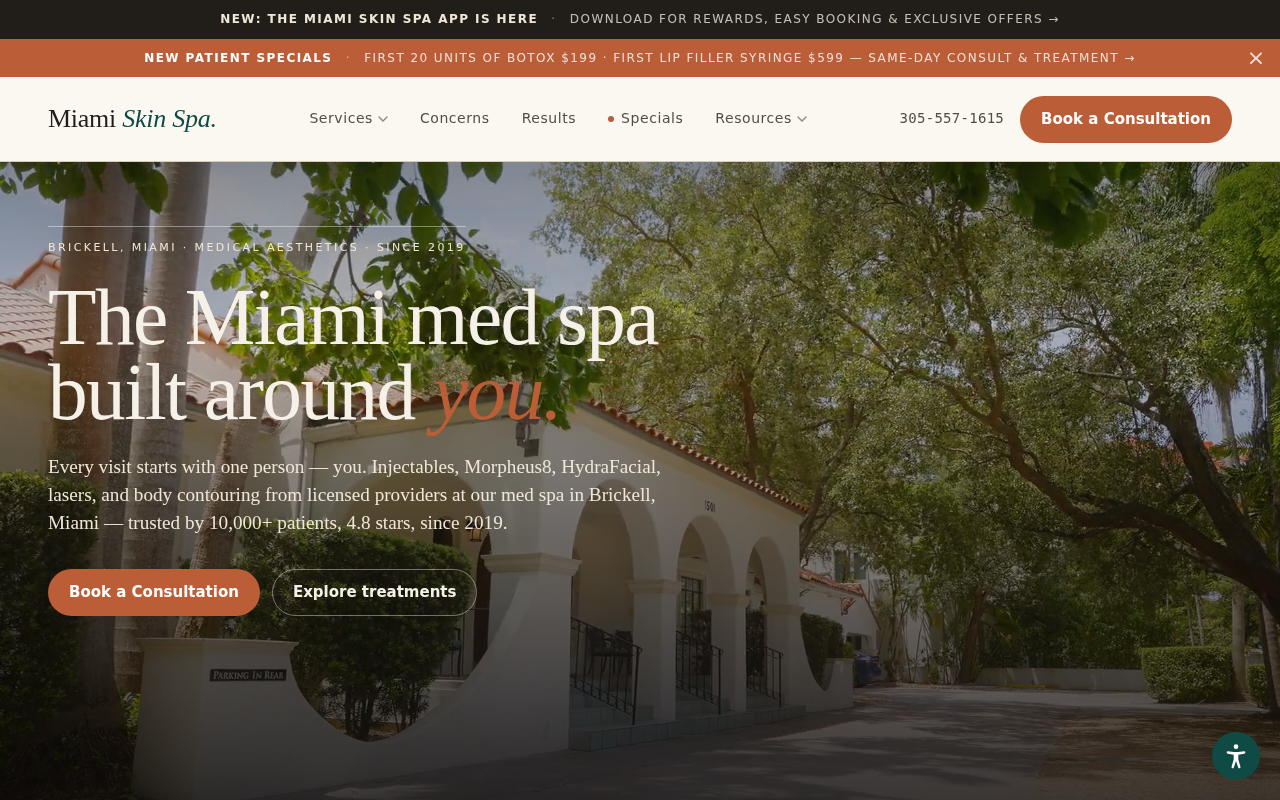 NEW: THE MIAMI SKIN SPA APP IS HERE · DOWNLOAD FOR REWARDS, EASY BOOKING & EXCLUSIVE OFFERS →
NEW PATIENT SPECIALS · FIRST 20 UNITS OF BOTOX $199 · FIRST LIP FILLER SYRINGE $599 — SAME-DAY CONSULT & TREATMENT →
Miami Skin Spa. Services Concerns Results Specials Resources 305-557-1615 Book a Consultation
BRICKELL, MIAMI · MEDICAL AESTHETICS · SINCE 2019
The Miami med spa
built around you.
Every visit starts with one person — you. Injectables, Morpheus8, HydraFacial,
lasers, and body contouring from licensed providers at our med spa in Brickell,
Miami — trusted by 10,000+ patients, 4.8 stars, since 2019.
1501
Book a Consultation Explore treatments
PARKING IN REAR